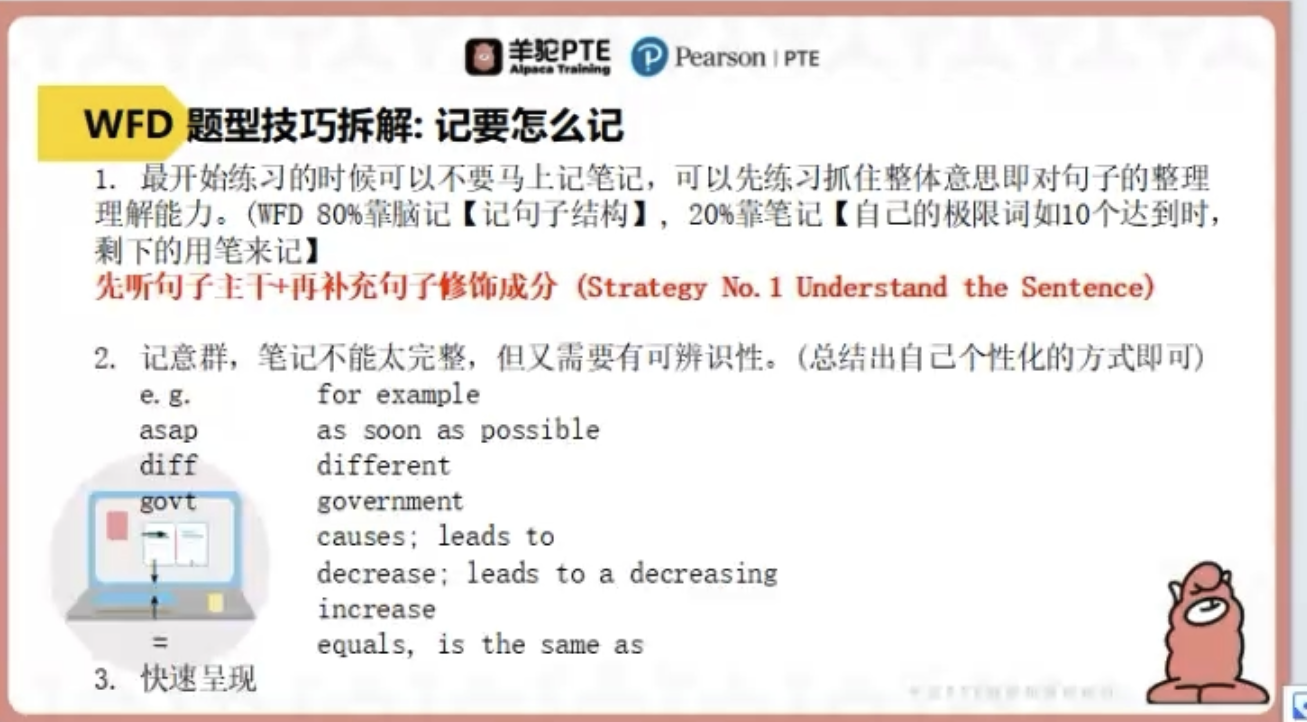 羊驼PTE
Alpaca Training
Pearson | PTE
WFD 题型技巧拆解: 记要怎么记
1. 最开始练习的时候可以不要马上记笔记，可以先练习抓住整体意思即对句子的整理
理解能力。(WFD 80%靠脑记【记句子结构】, 20%靠笔记【自己的极限词如10个达到时,
剩下的用笔来记】
先听句子主干+再补充句子修饰成分 (Strategy No.1 Understand the Sentence)
2. 记意群，笔记不能太完整，但又需要有可辨识性。(总结出自己个性化的方式即可)
e.g. for example
asap as soon as possible
diff different
govt government
→ causes; leads to
↓ decrease; leads to a decreasing
↑ increase
= equals, is the same as
3. 快速呈现